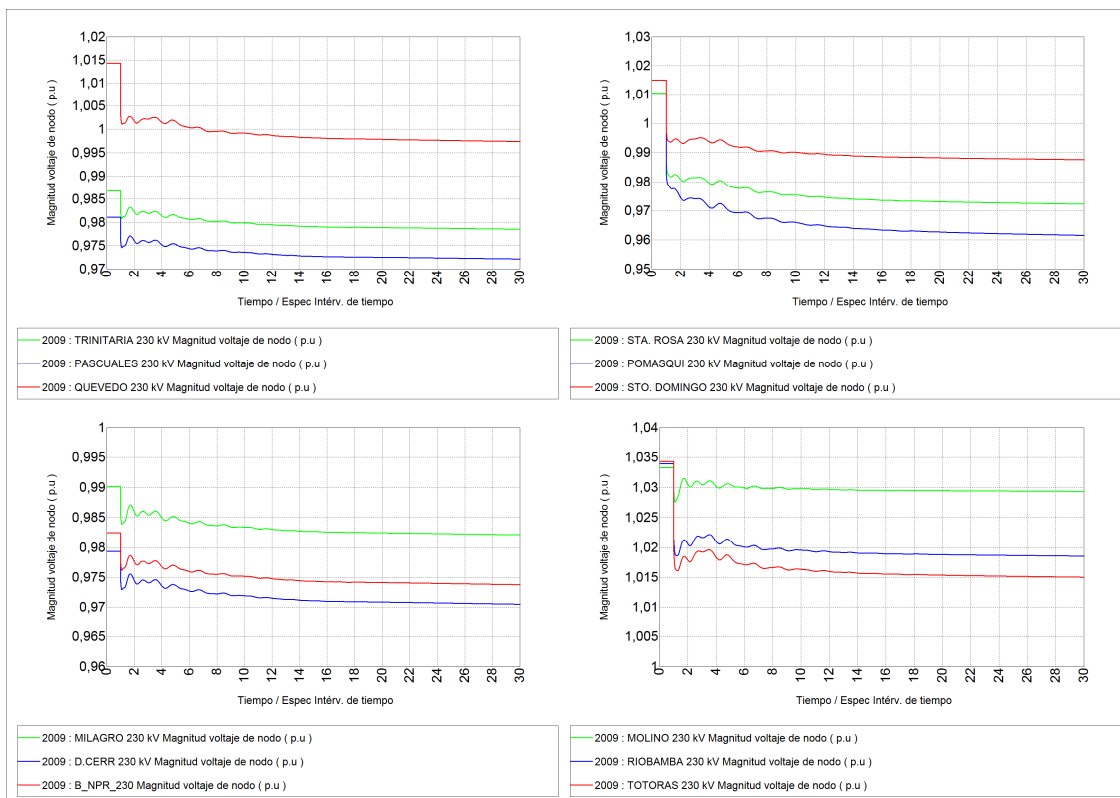 1,02
1,015
1,01
1,005
1
0,995
0,99
0,985
0,98
0,975
0,97
Magnitud voltaje de nodo ( p.u )
0 2 4 6 8 10 12 14 16 18 20 22 24 26 28 30
Tiempo / Espec Intérv. de tiempo
2009 : TRINITARIA 230 kV Magnitud voltaje de nodo ( p.u )
2009 : PASCUALES 230 kV Magnitud voltaje de nodo ( p.u )
2009 : QUEVEDO 230 kV Magnitud voltaje de nodo ( p.u )
1,03
1,02
1,01
1
0,99
0,98
0,97
0,96
0,95
Magnitud voltaje de nodo ( p.u )
0 2 4 6 8 10 12 14 16 18 20 22 24 26 28 30
Tiempo / Espec Intérv. de tiempo
2009 : STA. ROSA 230 kV Magnitud voltaje de nodo ( p.u )
2009 : POMASQUI 230 kV Magnitud voltaje de nodo ( p.u )
2009 : STO. DOMINGO 230 kV Magnitud voltaje de nodo ( p.u )
1
0,995
0,99
0,985
0,98
0,975
0,97
0,965
0,96
Magnitud voltaje de nodo ( p.u )
0 2 4 6 8 10 12 14 16 18 20 22 24 26 28 30
Tiempo / Espec Intérv. de tiempo
2009 : MILAGRO 230 kV Magnitud voltaje de nodo ( p.u )
2009 : D.CERR 230 kV Magnitud voltaje de nodo ( p.u )
2009 : B_NPR_230 Magnitud voltaje de nodo ( p.u )
1,04
1,035
1,03
1,025
1,02
1,015
1,01
1,005
1
Magnitud voltaje de nodo ( p.u )
0 2 4 6 8 10 12 14 16 18 20 22 24 26 28 30
Tiempo / Espec Intérv. de tiempo
2009 : MOLINO 230 kV Magnitud voltaje de nodo ( p.u )
2009 : RIOBAMBA 230 kV Magnitud voltaje de nodo ( p.u )
2009 : TOTORAS 230 kV Magnitud voltaje de nodo ( p.u )